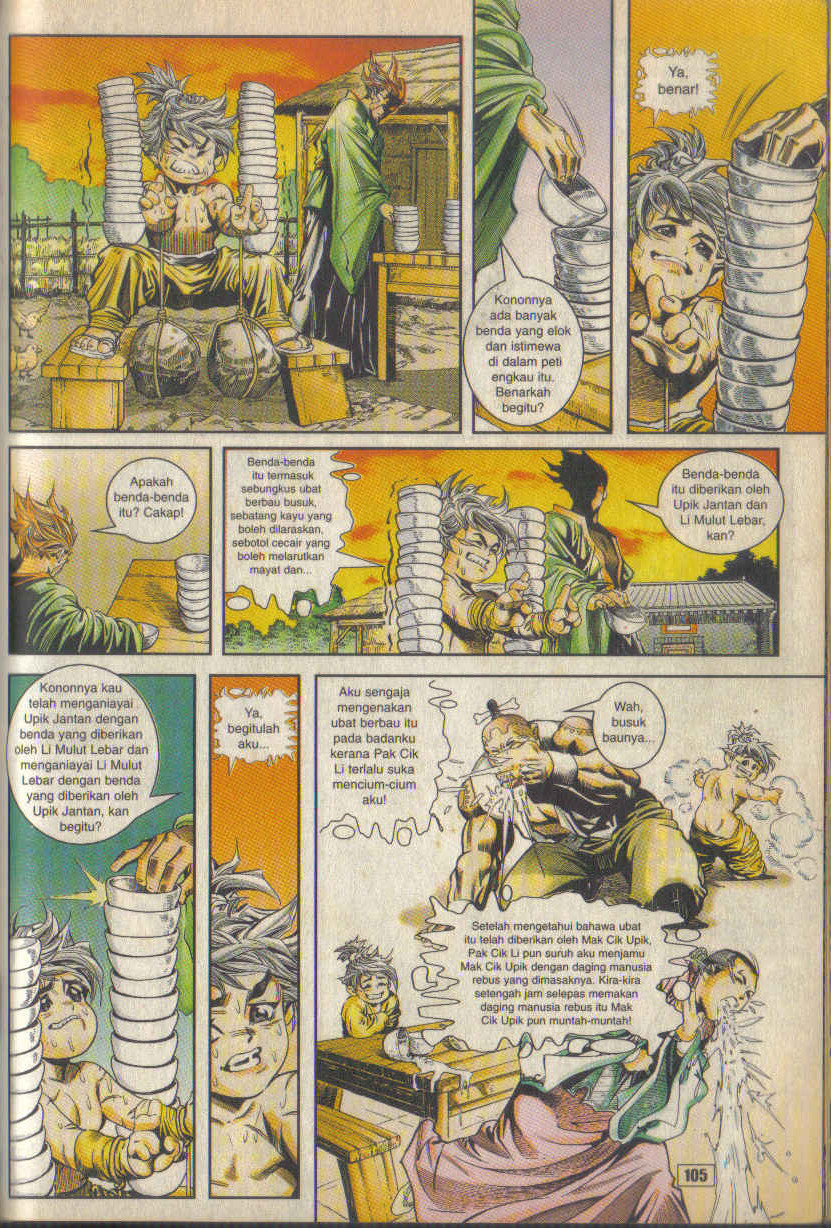 Kononnya
ada banyak
benda yang elok
dan istimewa
di dalam peti
engkau itu.
Benarkah
begitu?
Ya,
benar!
Apakah
benda-benda
itu? Cakap!
Benda-benda
itu termasuk
sebungkus ubat
berbau busuk,
sebatang kayu yang
boleh dilaraskan,
sebotol cecair yang
boleh melarutkan
mayat dan...
Benda-benda
itu diberikan oleh
Upik Jantan dan
Li Mulut Lebar,
kan?
Kononnya kau
telah menganiayai
Upik Jantan dengan
benda yang diberikan
oleh Li Mulut Lebar dan
menganiayai Li Mulut
Lebar dengan benda
yang diberikan oleh
Upik Jantan, kan
begitu?
Ya,
begitulah
aku...
Aku sengaja
mengenakan
ubat berbau itu
pada badanku
kerana Pak Cik
Li terlalu suka
mencium-cium
aku!
Wah,
busuk
baunya...
Setelah mengetahui bahawa ubat
itu telah diberikan oleh Mak Cik Upik,
Pak Cik Li pun suruh aku menjamu
Mak Cik Upik dengan daging manusia
rebus yang dimasaknya. Kira-kira
setengah jam selepas memakan
daging manusia rebus itu Mak
Cik Upik pun muntah-muntah!
105